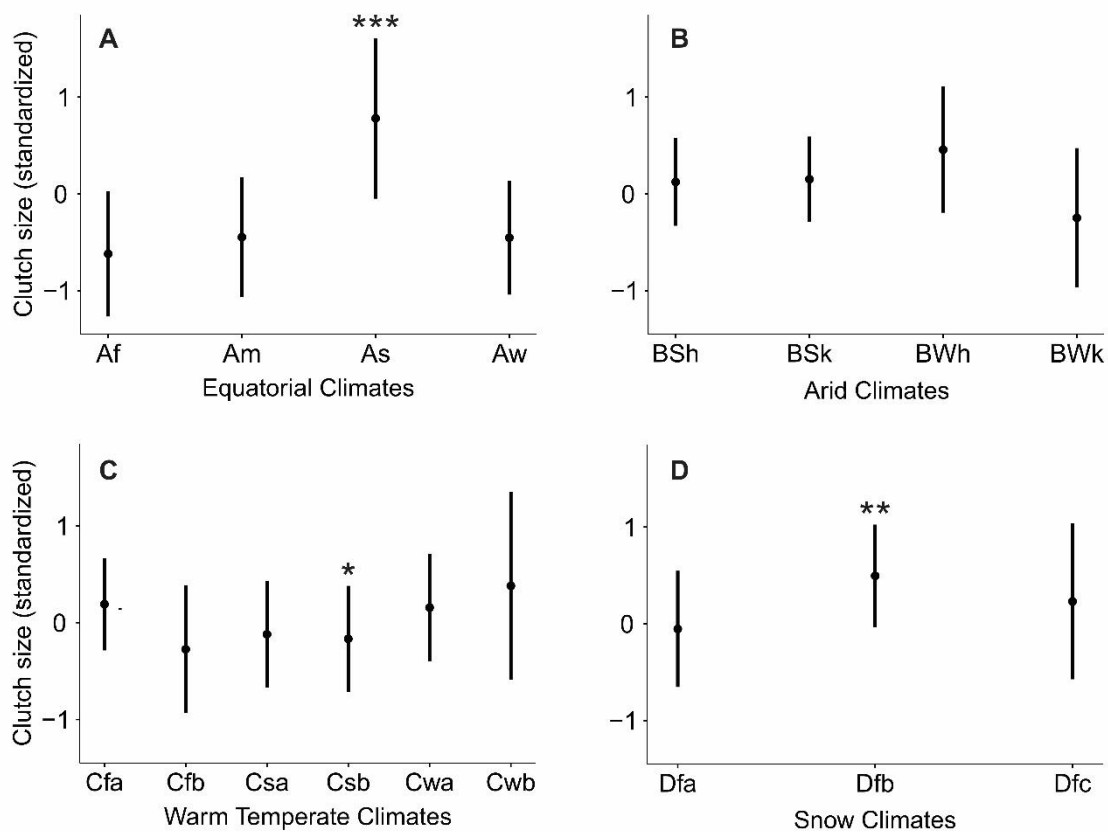 A
***
Clutch size (standardized)
1
0
−1
Af Am As Aw
Equatorial Climates
B
1
0
−1
BSh BSk BWh BWk
Arid Climates
C
Clutch size (standardized)
1
*
0
−1
Cfa Cfb Csa Csb Cwa Cwb
Warm Temperate Climates
D
**
1
0
−1
Dfa Dfb Dfc
Snow Climates